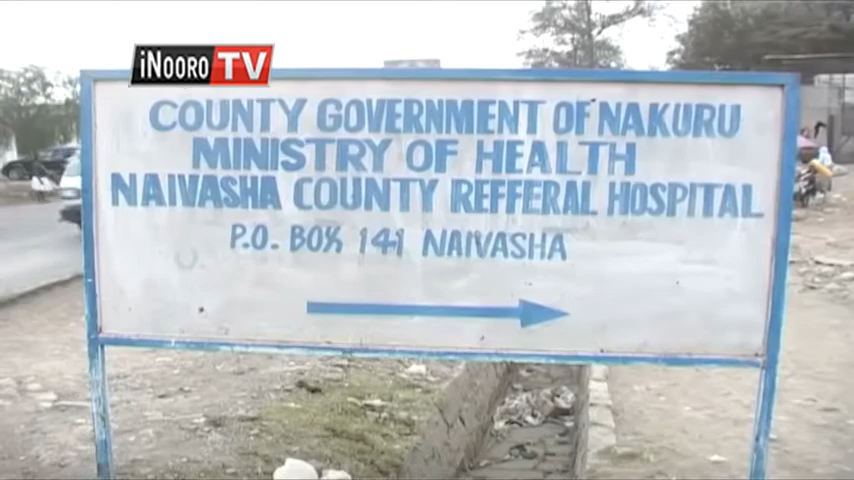 iNOORO TV
COUNTY GOVERNMENT OF NAKURU
MINISTRY OF HEALTH
NAIVASHA COUNTY REFFERAL HOSPITAL
P.O. BOX 141 NAIVASHA